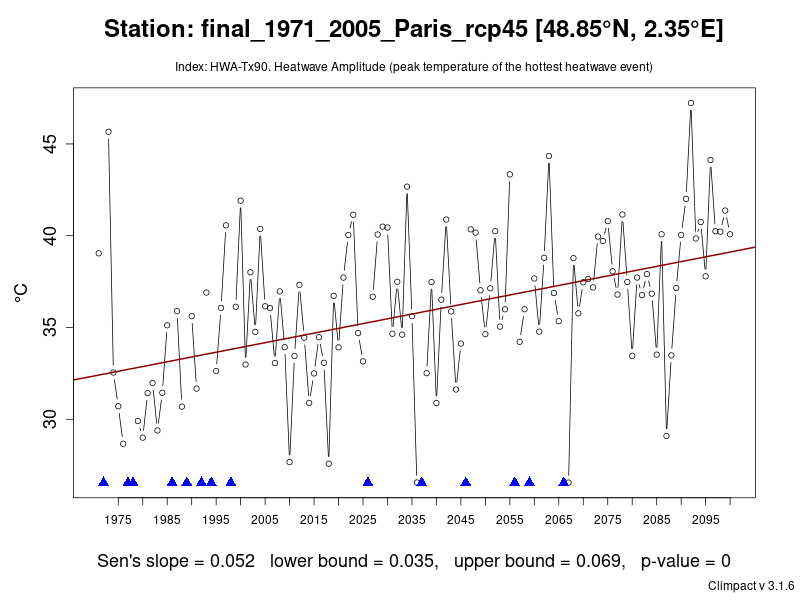 Station: final_1971_2005_Paris_rcp45 [48.85°N, 2.35°E]
Index: HWA-Tx90. Heatwave Amplitude (peak temperature of the hottest heatwave event)
45
40
35
30
°C
1975 1985 1995 2005 2015 2025 2035 2045 2055 2065 2075 2085 2095
Sen's slope = 0.052 lower bound = 0.035, upper bound = 0.069, p-value = 0
Climpact v 3.1.6